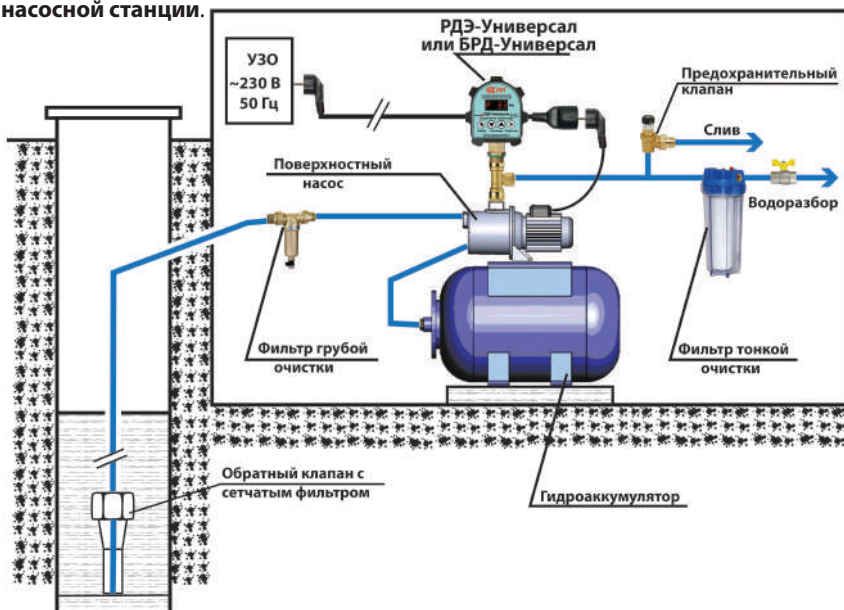 насосной станции.
РДЭ-Универсал
или БРД-Универсал
УЗО
~230 В
50 Гц
Предохранительный
клапан
Слив
Поверхностный
насос
Водоразбор
Фильтр грубой
очистки
Фильтр тонкой
очистки
Обратный клапан с
сетчатым фильтром
Гидроаккумулятор